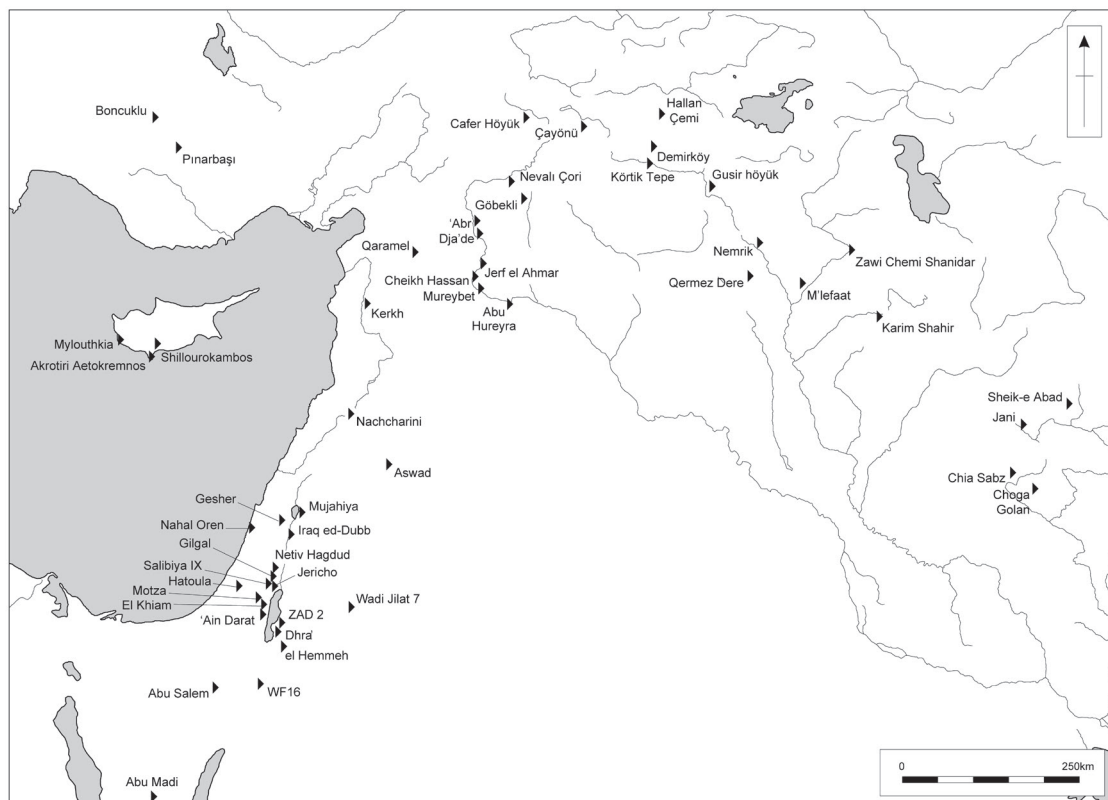 Hallan
Çemi
Boncuklu
Cafer Höyük
Çayönü
Pınarbaşı
Demirköy
Körtik Tepe
Nevalı Çori
Gusir höyük
Göbekli
'Abr
Dja'de
Qaramel
Nemrik
Zawi Chemi Shanidar
Jerf el Ahmar
Cheikh Hassan
Qermez Dere
M'lefaat
Mureybet
Kerkh
Abu
Hureyra
Karim Shahir
Mylouthkia
Shillourokambos
Akrotiri Aetokremnos
Sheik-e Abad
Jani
Nachcharini
Aswad
Chia Sabz
Choga
Golan
Gesher
Mujahiya
Nahal Oren
Iraq ed-Dubb
Gilgal
Netiv Hagdud
Salibiya IX
Jericho
Hatoula
Motza
El Khiam
Wadi Jilat 7
'Ain Darat
ZAD 2
Dhra'
el Hemmeh
Abu Salem
WF16
Abu Madi
0
250km